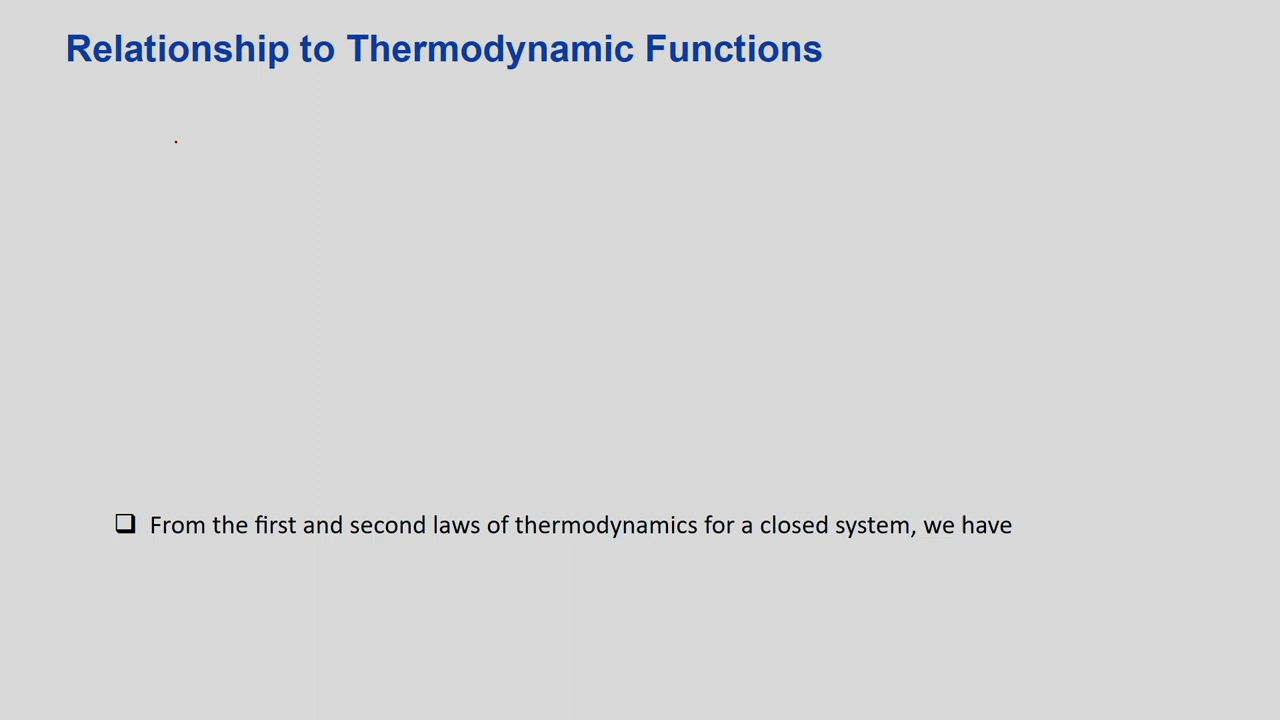 Relationship to Thermodynamic Functions
From the first and second laws of thermodynamics for a closed system, we have